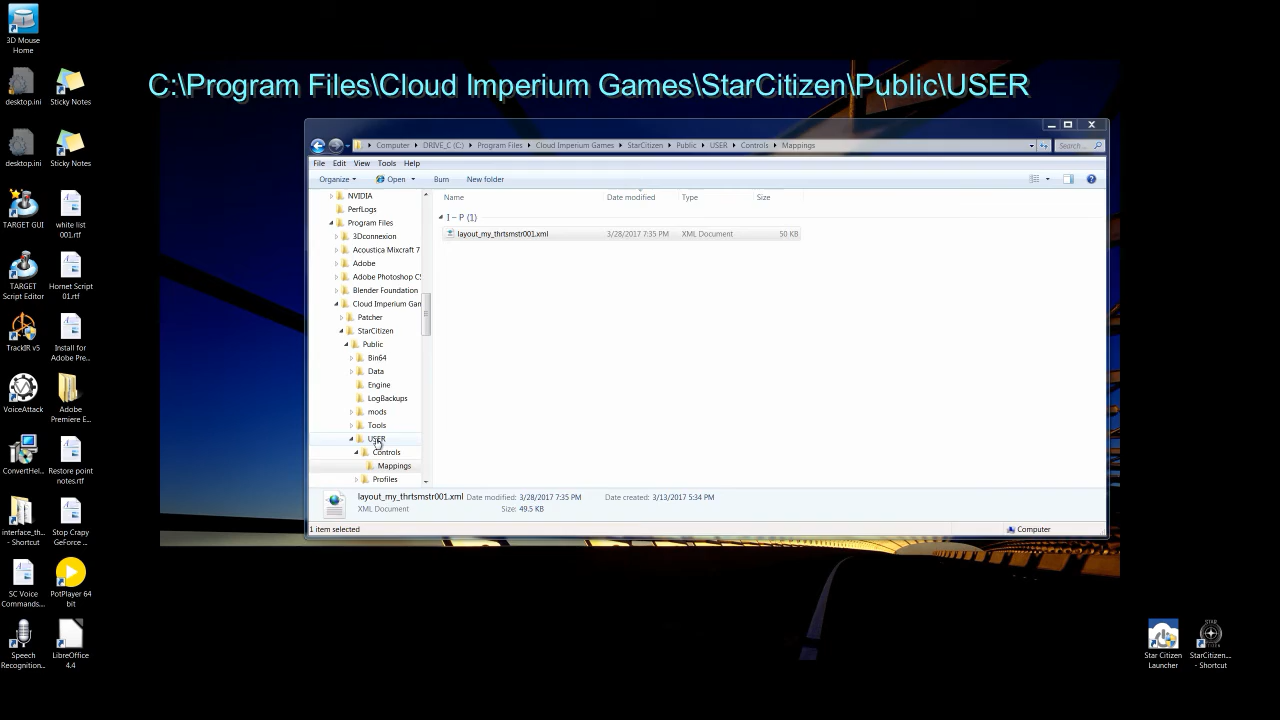 3D Mouse
Home
desktop.ini
Sticky Notes
desktop.ini
Sticky Notes
TARGET GUI
white list
001.rtf
TARGET
Script Editor
Hornet Script
01.rtf
TrackIR v5
Install for
Adobe Pre...
VoiceAttack
Adobe
Premiere E...
ConvertHel...
Restore point
notes.rtf
interface_th...
- Shortcut
Stop Crapy
GeForce ...
SC Voice
Commands...
PotPlayer 64
bit
Speech
Recognition...
LibreOffice
4.4
C:\Program Files\Cloud Imperium Games\StarCitizen\Public\USER
Computer DRIVE_C (C:) Program Files Cloud Imperium Games StarCitizen Public USER Controls Mappings
Search...
File Edit View Tools Help
Organize Open Burn New folder
NVIDIA
PerfLogs
Program Files
3Dconnexion
Acoustica Mixcraft 7
Adobe
Adobe Photoshop CS
Blender Foundation
Cloud Imperium Gam
Patcher
StarCitizen
Public
Bin64
Data
Engine
LogBackups
mods
Tools
USER
Controls
Mappings
Profiles
Name Date modified Type Size
I – P (1)
layout_my_thrtsmstr001.xml 3/28/2017 7:35 PM XML Document 50 KB
layout_my_thrtsmstr001.xml Date modified: 3/28/2017 7:35 PM Date created: 3/13/2017 5:34 PM
XML Document Size: 49.5 KB
1 item selected Computer
Star Citizen
Launcher
StarCitizen...
- Shortcut